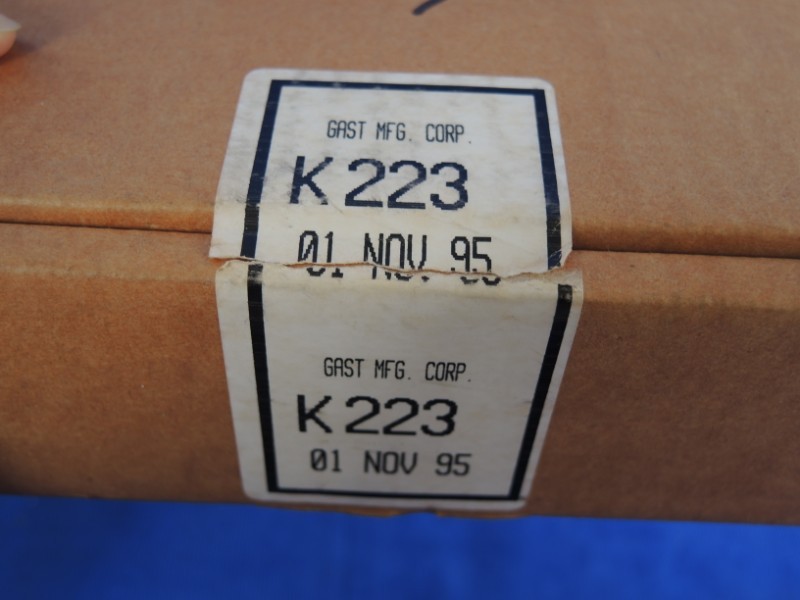 GAST MFG. CORP.
K223
01 NOV 95
GAST MFG. CORP.
K223
01 NOV 95